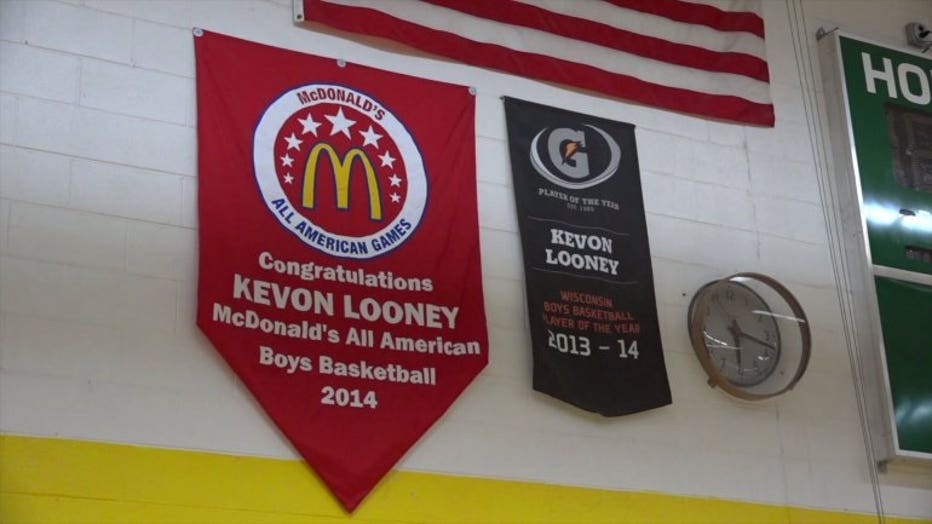 McDONALD'S
ALL AMERICAN GAMES
Congratulations
KEVON LOONEY
McDonald's All American
Boys Basketball
2014
G
PLAYER OF THE YEAR
KEVON
LOONEY
WISCONSIN
BOYS BASKETBALL
PLAYER OF THE YEAR
2013 - 14
HO